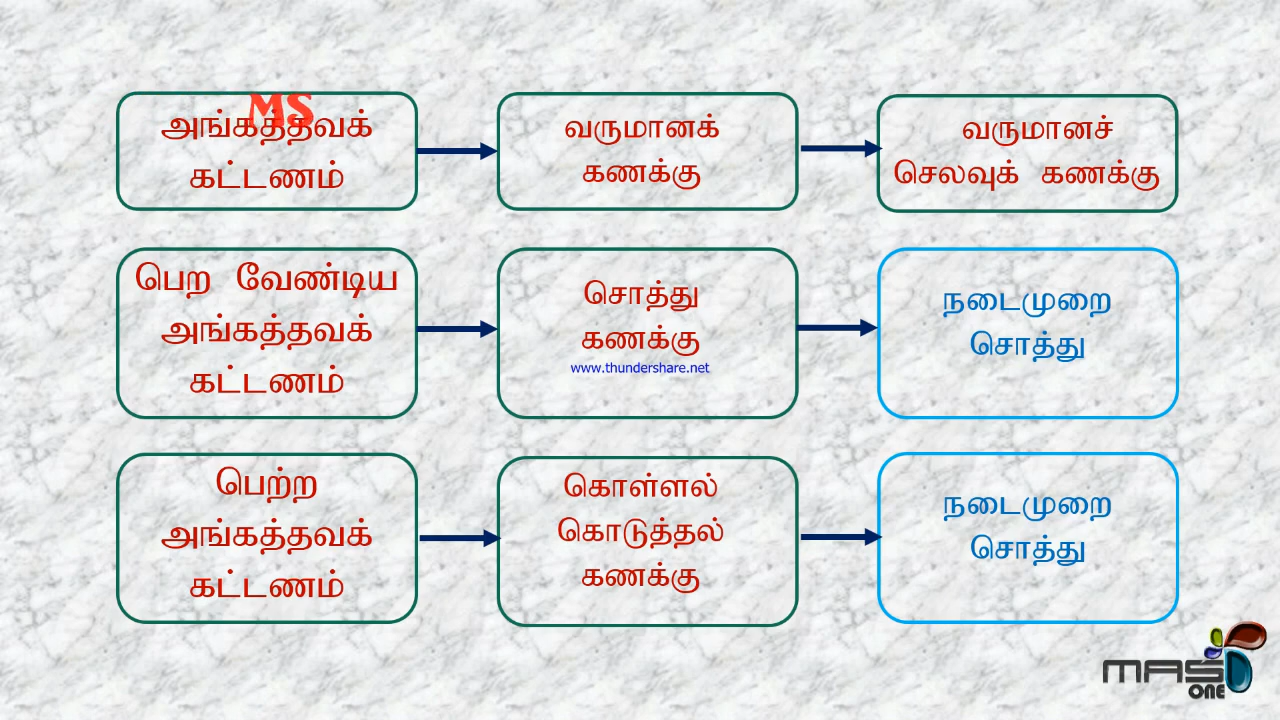 MS
அங்கத்தவக்
கட்டணம்
வருமானக்
கணக்கு
வருமானச்
செலவுக் கணக்கு
பெற வேண்டிய
அங்கத்தவக்
கட்டணம்
சொத்து
கணக்கு
www.thundershare.net
நடைமுறை
சொத்து
பெற்ற
அங்கத்தவக்
கட்டணம்
கொள்ளல்
கொடுத்தல்
கணக்கு
நடைமுறை
சொத்து
MAS
ONE